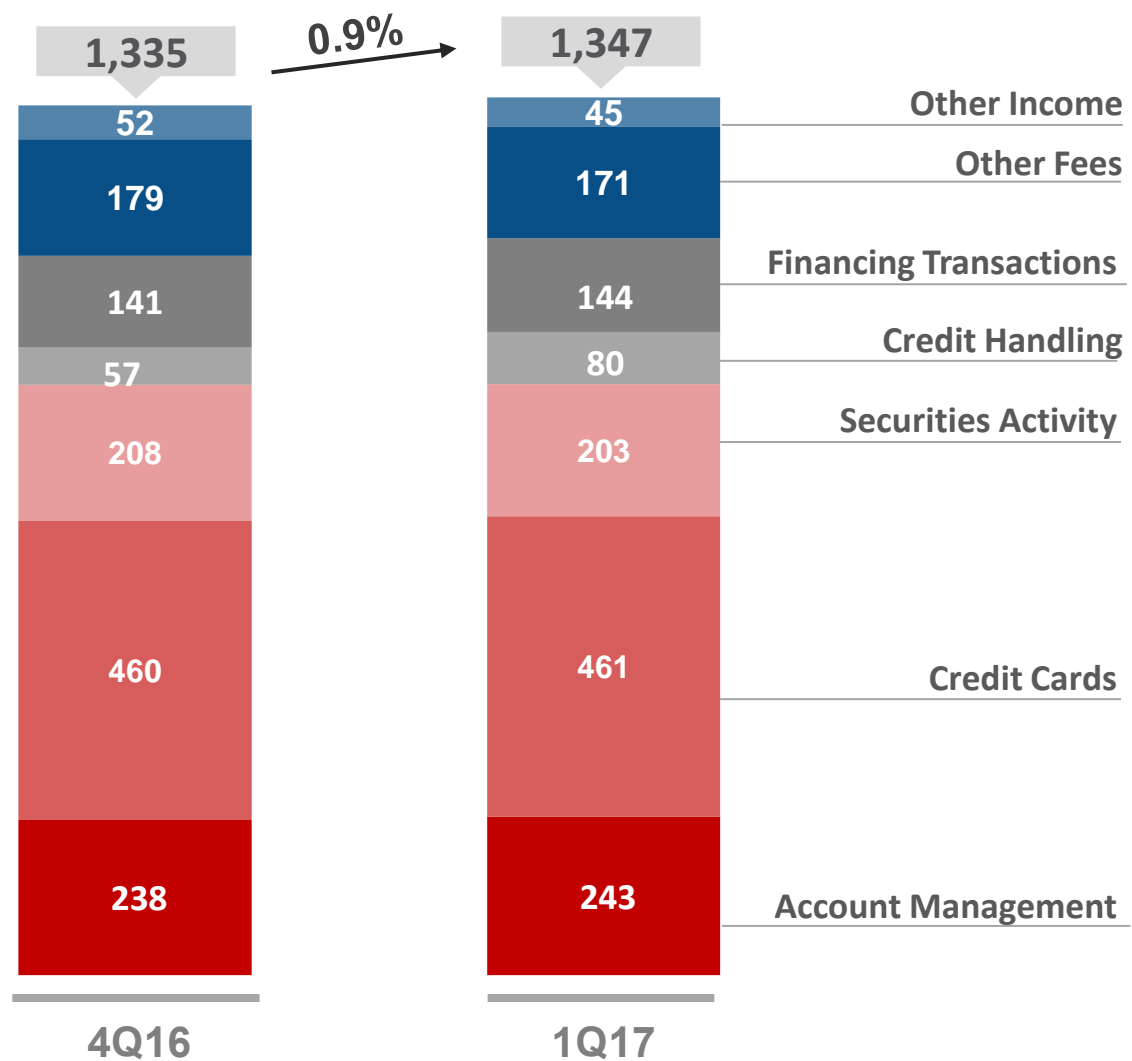 0.9%
1,335
1,347
52
45
Other Income
179
171
Other Fees
141
144
Financing Transactions
57
80
Credit Handling
208
203
Securities Activity
460
461
Credit Cards
238
243
Account Management
4Q16
1Q17